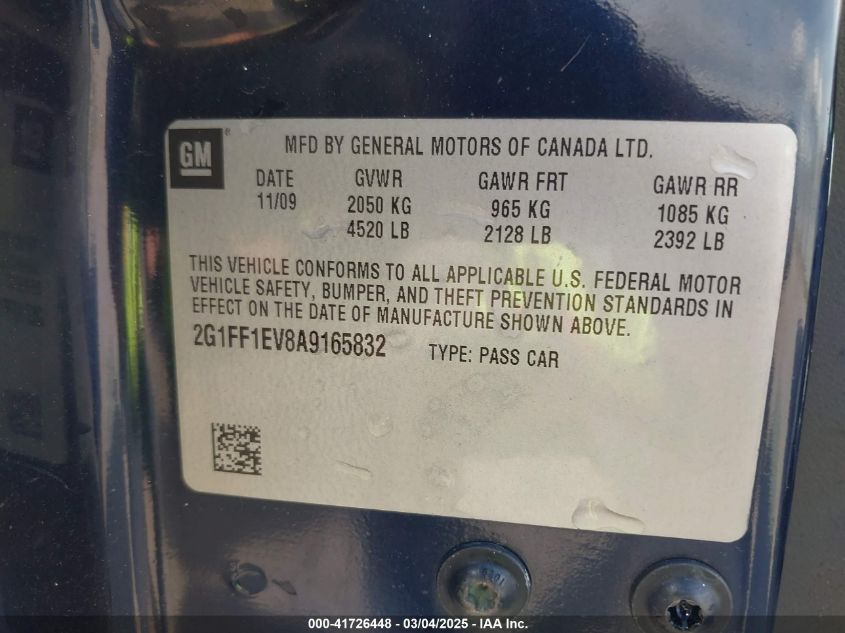 GM
MFD BY GENERAL MOTORS OF CANADA LTD.
DATE GVWR GAWR FRT GAWR RR
11/09 2050 KG 965 KG 1085 KG
4520 LB 2128 LB 2392 LB
THIS VEHICLE CONFORMS TO ALL APPLICABLE U.S. FEDERAL MOTOR
VEHICLE SAFETY, BUMPER, AND THEFT PREVENTION STANDARDS IN
EFFECT ON THE DATE OF MANUFACTURE SHOWN ABOVE.
2G1FF1EV8A9165832 TYPE: PASS CAR
000-41726448 - 03/04/2025 - IAA Inc.